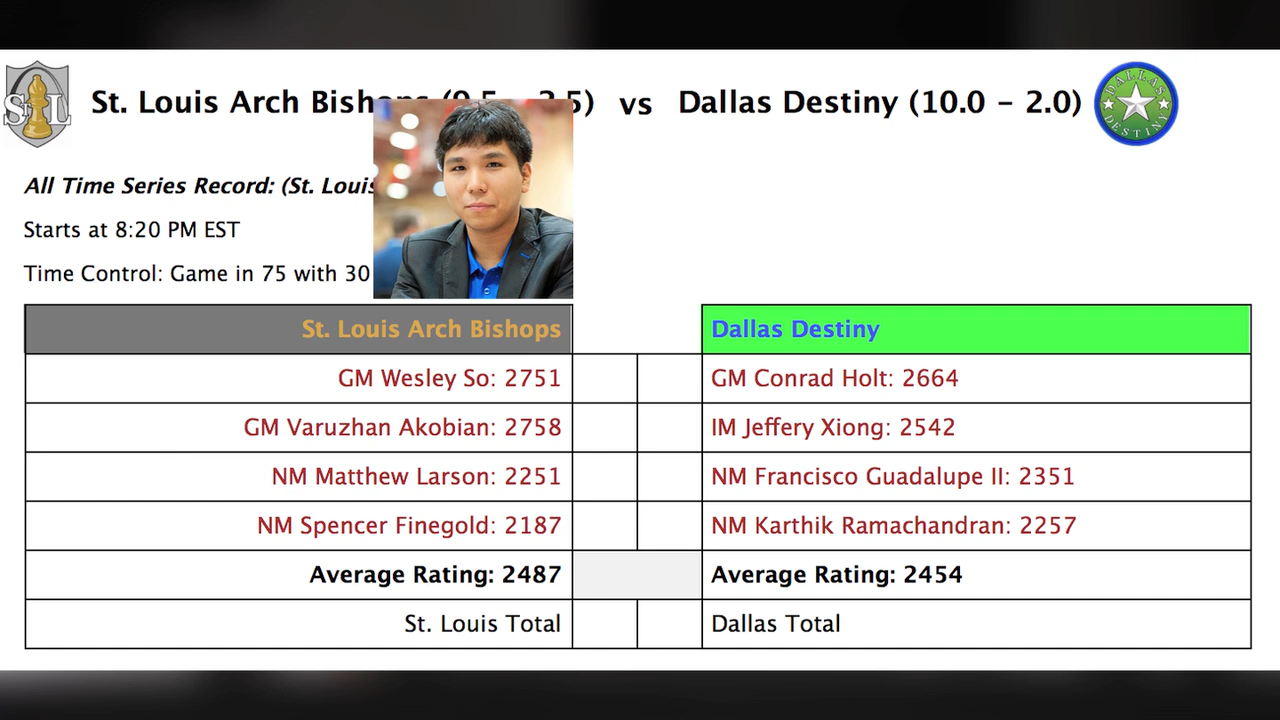 St. Louis Arch Bishops vs Dallas Destiny (10.0 – 2.0)
StL
DALLAS DESTINY
All Time Series Record: (St. Louis
Starts at 8:20 PM EST
Time Control: Game in 75 with 30
St. Louis Arch Bishops Dallas Destiny
GM Wesley So: 2751 GM Conrad Holt: 2664
GM Varuzhan Akobian: 2758 IM Jeffery Xiong: 2542
NM Matthew Larson: 2251 NM Francisco Guadalupe II: 2351
NM Spencer Finegold: 2187 NM Karthik Ramachandran: 2257
Average Rating: 2487 Average Rating: 2454
St. Louis Total Dallas Total